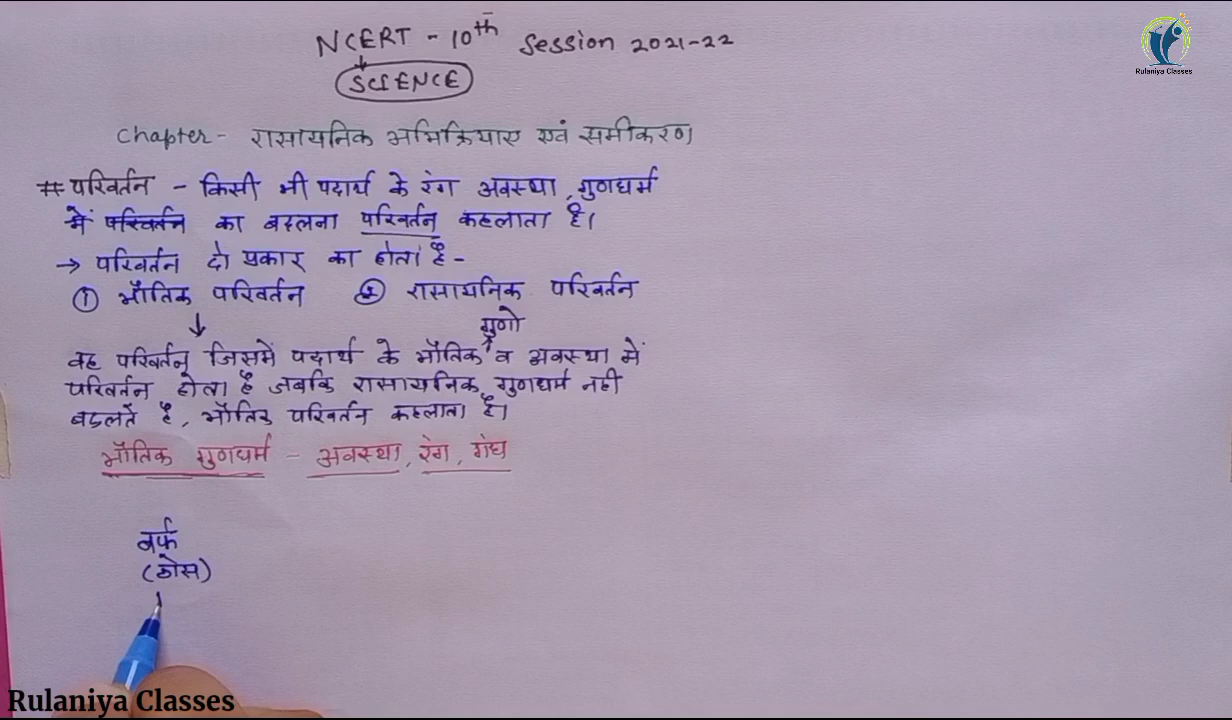 NCERT - 10th Session 2021-22
SCIENCE
Rulaniya Classes
Chapter - रासायनिक अभिक्रियाए एवं समीकरण
# परिवर्तन - किसी भी पदार्थ के रंग अवस्था, गुणधर्म
में परिवर्तन का बदलना परिवर्तन कहलाता है।
→ परिवर्तन दो प्रकार का होता है -
① भौतिक परिवर्तन ② रासायनिक परिवर्तन
↓
गुणो
वह परिवर्तन जिसमें पदार्थ के भौतिक व अवस्था में
परिवर्तन होता है जबकि रासायनिक गुणधर्म नही
बदलते है, भौतिक परिवर्तन कहलाता है।
भौतिक गुणधर्म - अवस्था, रंग, गंध
बर्फ
(ठोस)
Rulaniya Classes